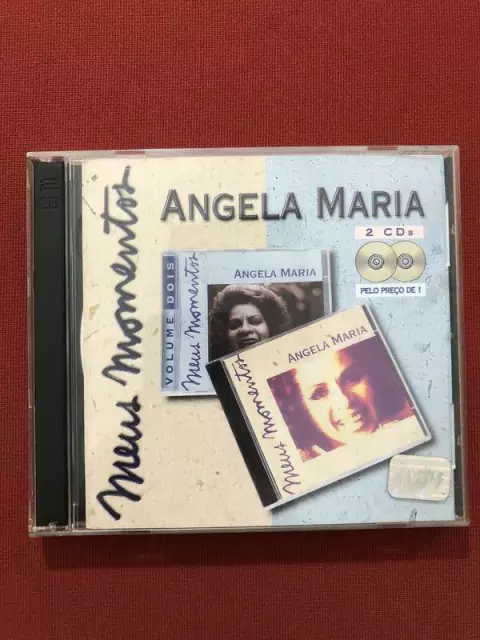 Meus Momentos
ANGELA MARIA
2 CDs
PELO PREÇO DE 1
VOLUME DOIS
Meus Momentos
ANGELA MARIA
Meus Momentos
ANGELA MARIA